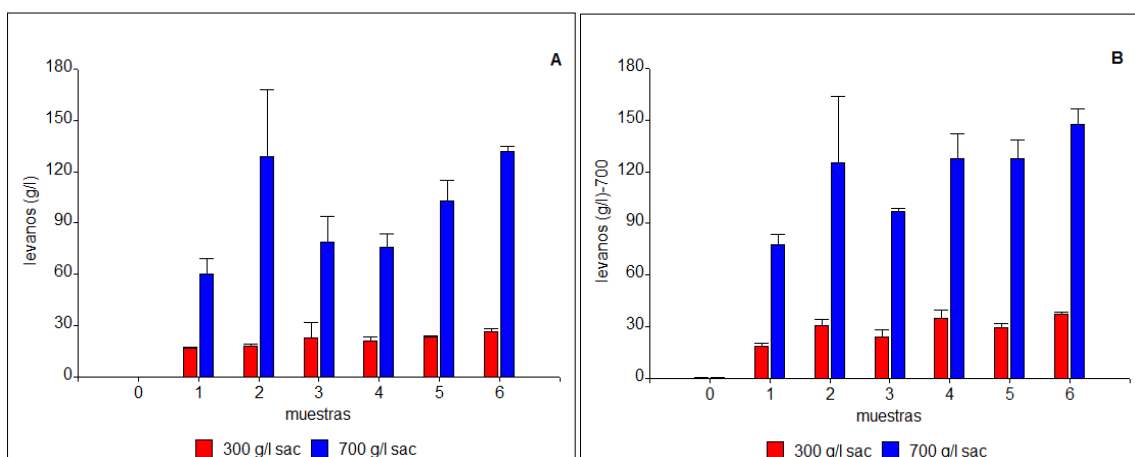 A
180
150
120
90
60
30
0
levanos (g/l)
0 1 2 3 4 5 6
muestras
300 g/l sac 700 g/l sac
B
180
150
120
90
60
30
0
levanos (g/l)-700
0 1 2 3 4 5 6
muestras
300 g/l sac 700 g/l sac